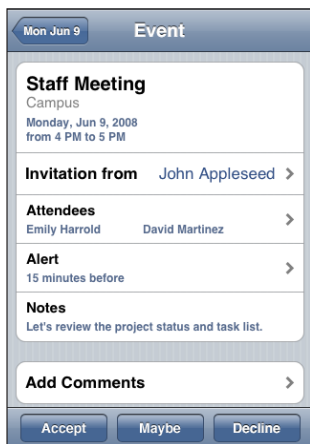 Mon Jun 9
Event
Staff Meeting
Campus
Monday, Jun 9, 2008
from 4 PM to 5 PM
Invitation from John Appleseed
Attendees
Emily Harrold David Martinez
Alert
15 minutes before
Notes
Let's review the project status and task list.
Add Comments
Accept Maybe Decline